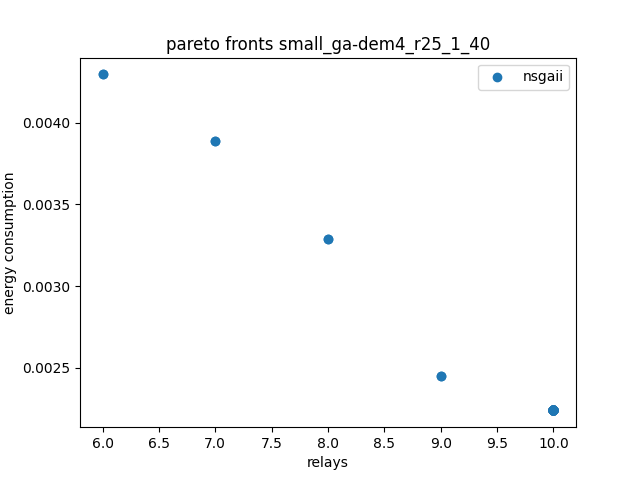 pareto fronts small_ga-dem4_r25_1_40
nsgaii
energy consumption
0.0040
0.0035
0.0030
0.0025
6.0 6.5 7.0 7.5 8.0 8.5 9.0 9.5 10.0
relays